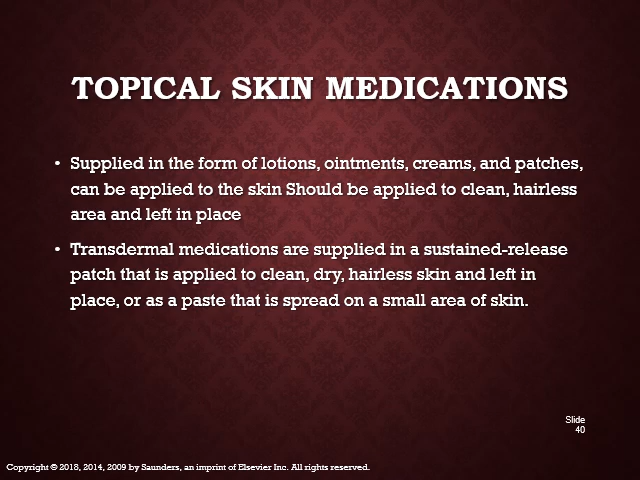 TOPICAL SKIN MEDICATIONS
• Supplied in the form of lotions, ointments, creams, and patches,
can be applied to the skin Should be applied to clean, hairless
area and left in place
• Transdermal medications are supplied in a sustained-release
patch that is applied to clean, dry, hairless skin and left in
place, or as a paste that is spread on a small area of skin.
Slide
40
Copyright © 2018, 2014, 2009 by Saunders, an imprint of Elsevier Inc. All rights reserved.